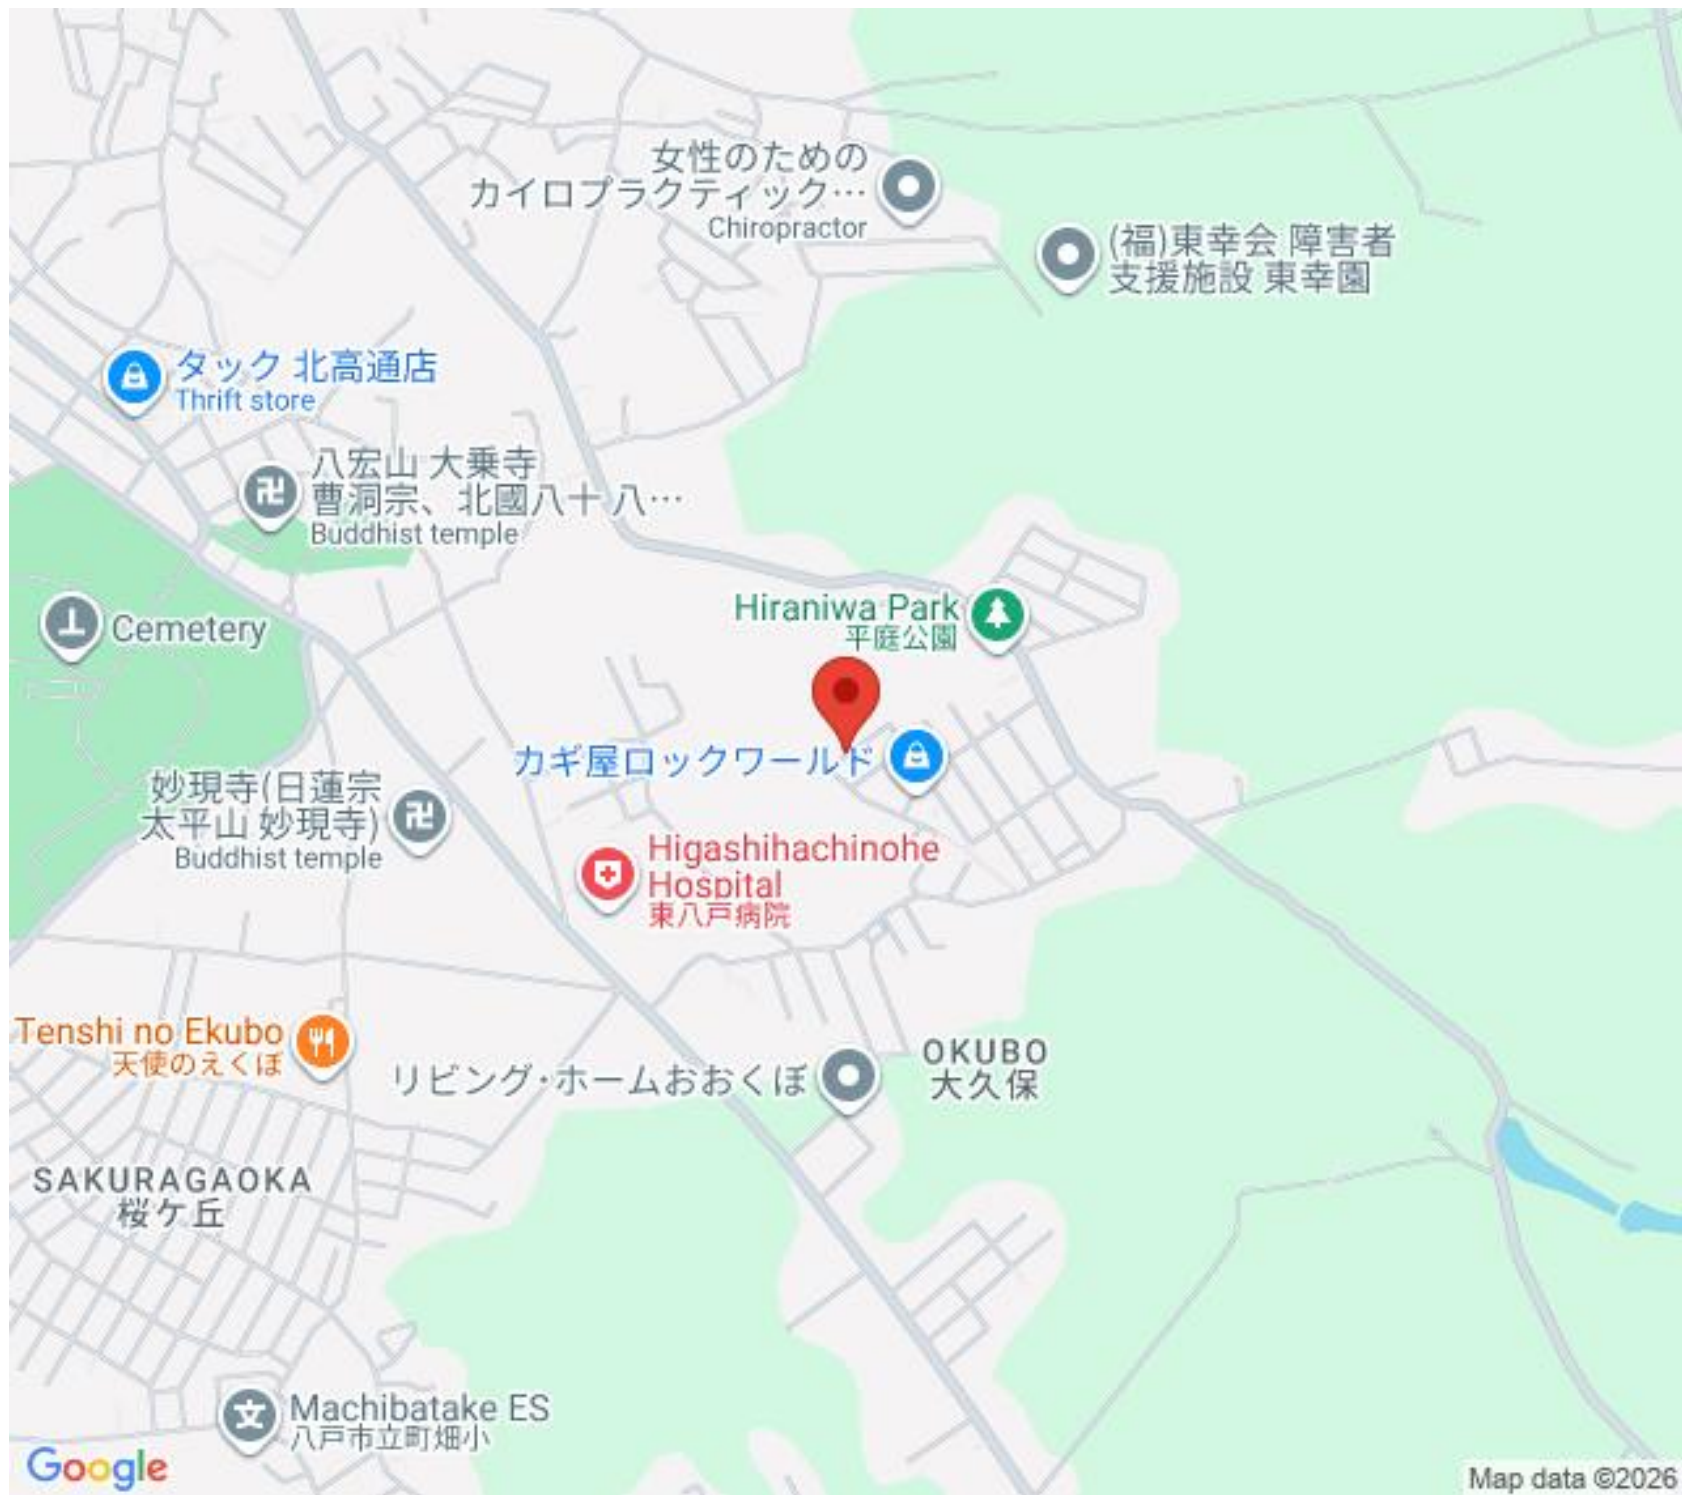 女性のための
カイロプラクティック…
Chiropractor
(福)東幸会 障害者
支援施設 東幸園
タック 北高通店
Thrift store
八宏山 大乗寺
曹洞宗、北國八十八…
Buddhist temple
Hiraniwa Park
平庭公園
Cemetery
カギ屋ロックワールド
妙現寺(日蓮宗
太平山 妙現寺)
Buddhist temple
Higashihachinohe
Hospital
東八戸病院
Tenshi no Ekubo
天使のえくぼ
リビング･ホームおおくぼ
OKUBO
大久保
SAKURAGAOKA
桜ケ丘
Machibatake ES
八戸市立町畑小
文
Google
Map data ©2026